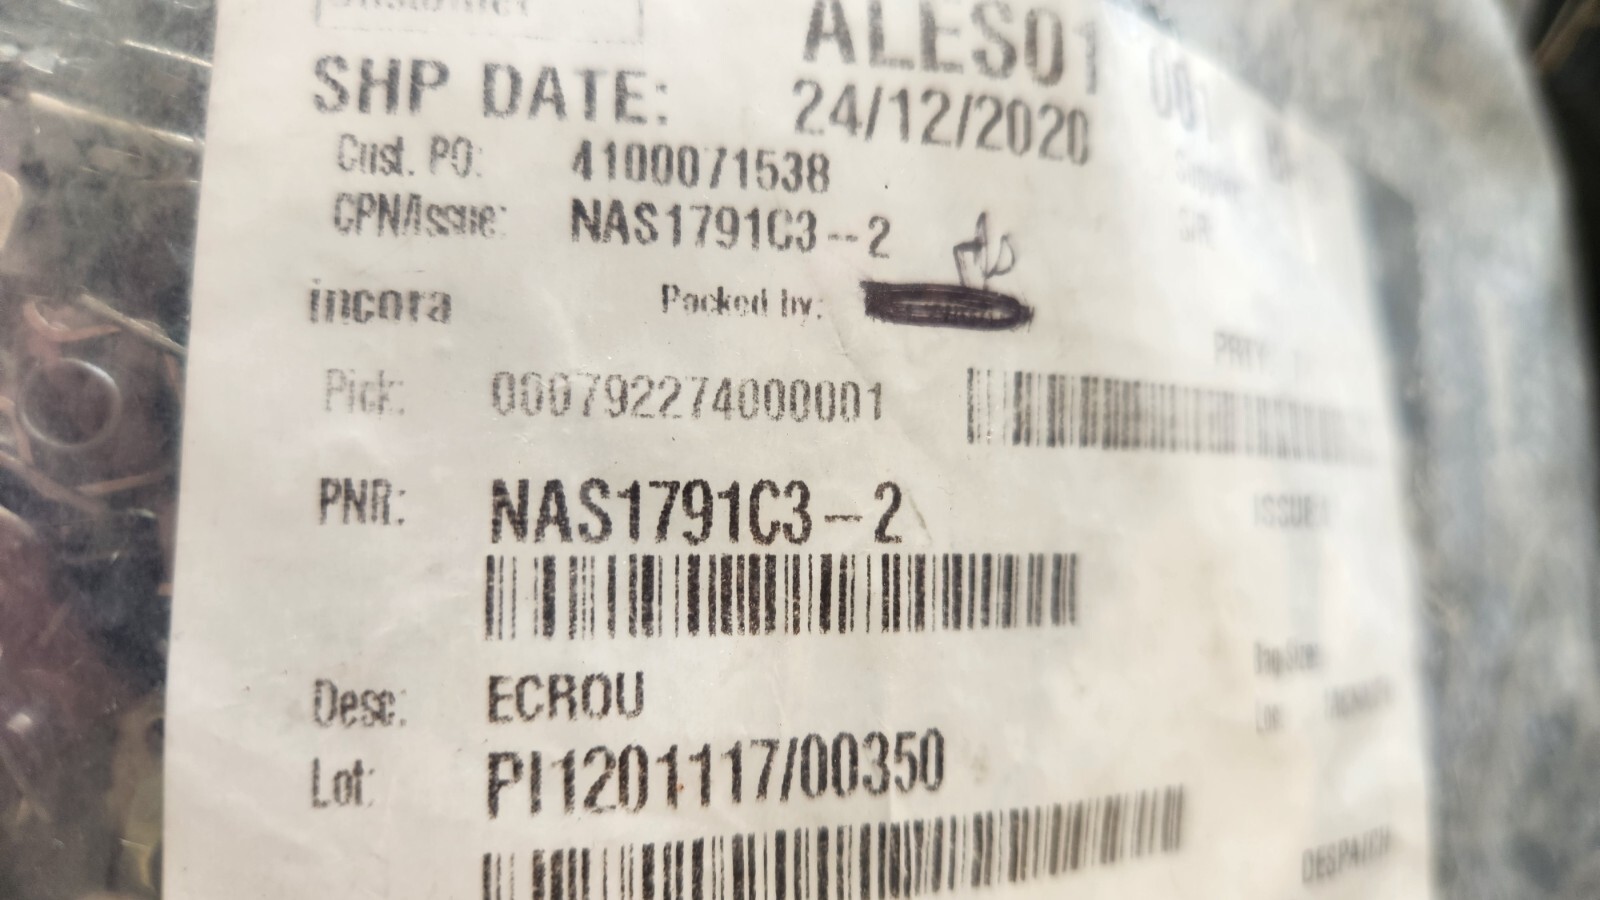 ALES01
SHP DATE: 24/12/2020
Cust. PO: 4100071538
CPN/Issue: NAS1791C3--2
incora Packed by:
Pick: 000792274000001
PNR: NAS1791C3-2
ISSUE
Desc: ECROU
Lot: PI1201117/00350